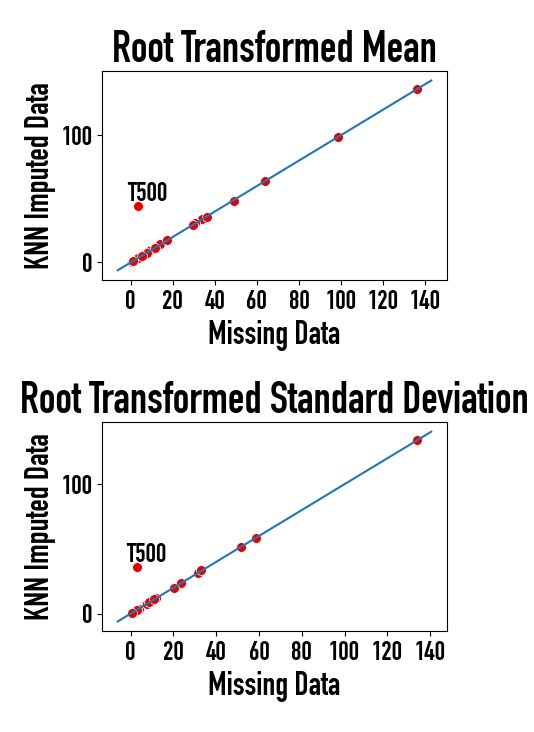 Root Transformed Mean
KNN Imputed Data
100
0
T500
0 20 40 60 80 100 120 140
Missing Data
Root Transformed Standard Deviation
KNN Imputed Data
100
0
T500
0 20 40 60 80 100 120 140
Missing Data